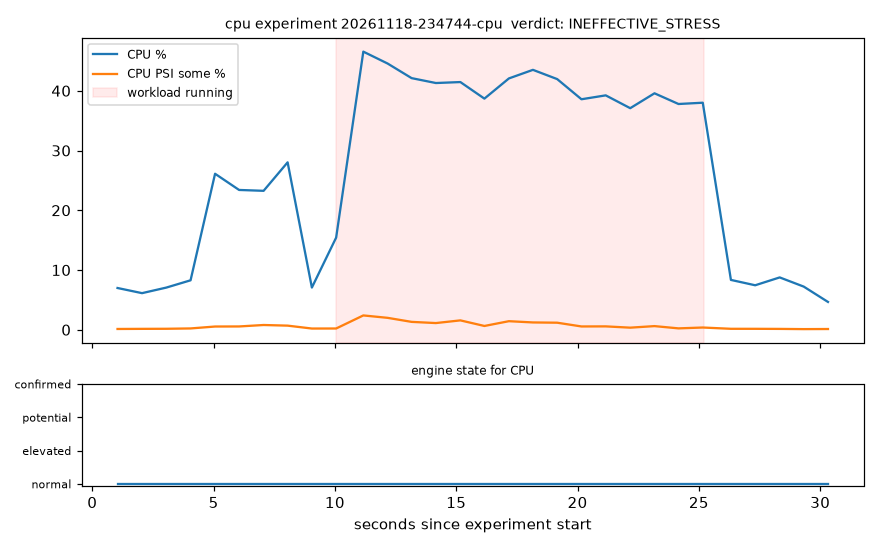 cpu experiment 20261118-234744-cpu  verdict: INEFFECTIVE_STRESS
CPU %
CPU PSI some %
workload running
40
30
20
10
0
engine state for CPU
confirmed
potential
elevated
normal
0 5 10 15 20 25 30
seconds since experiment start